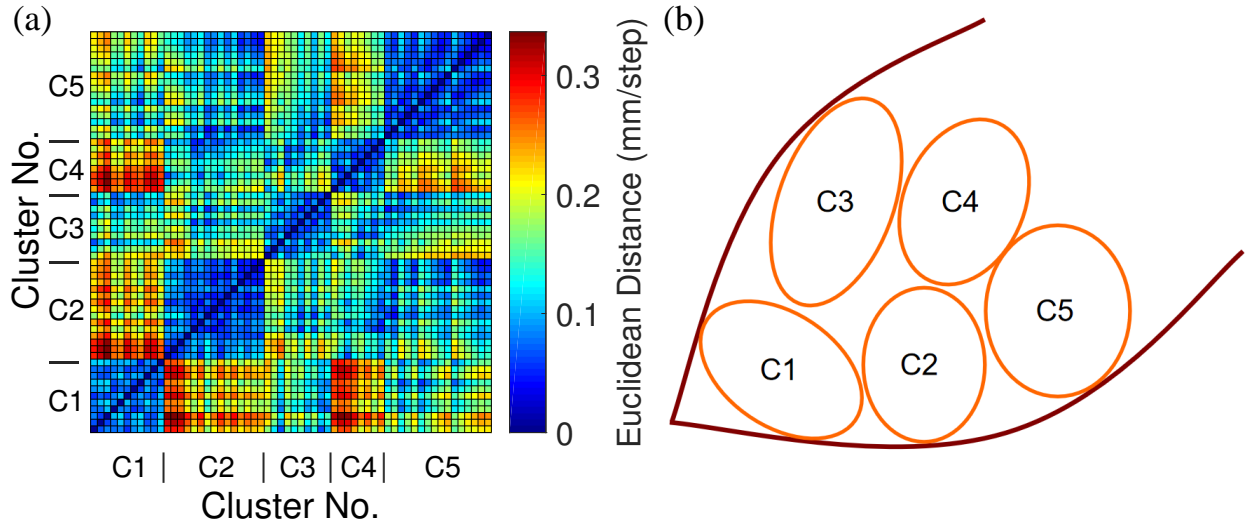 (a)
Cluster No.
C5
C4
C3
C2
C1
C1 | C2 | C3 | C4 | C5
Cluster No.
0.3
0.2
0.1
0
Euclidean Distance (mm/step)
(b)
C3
C4
C5
C2
C1